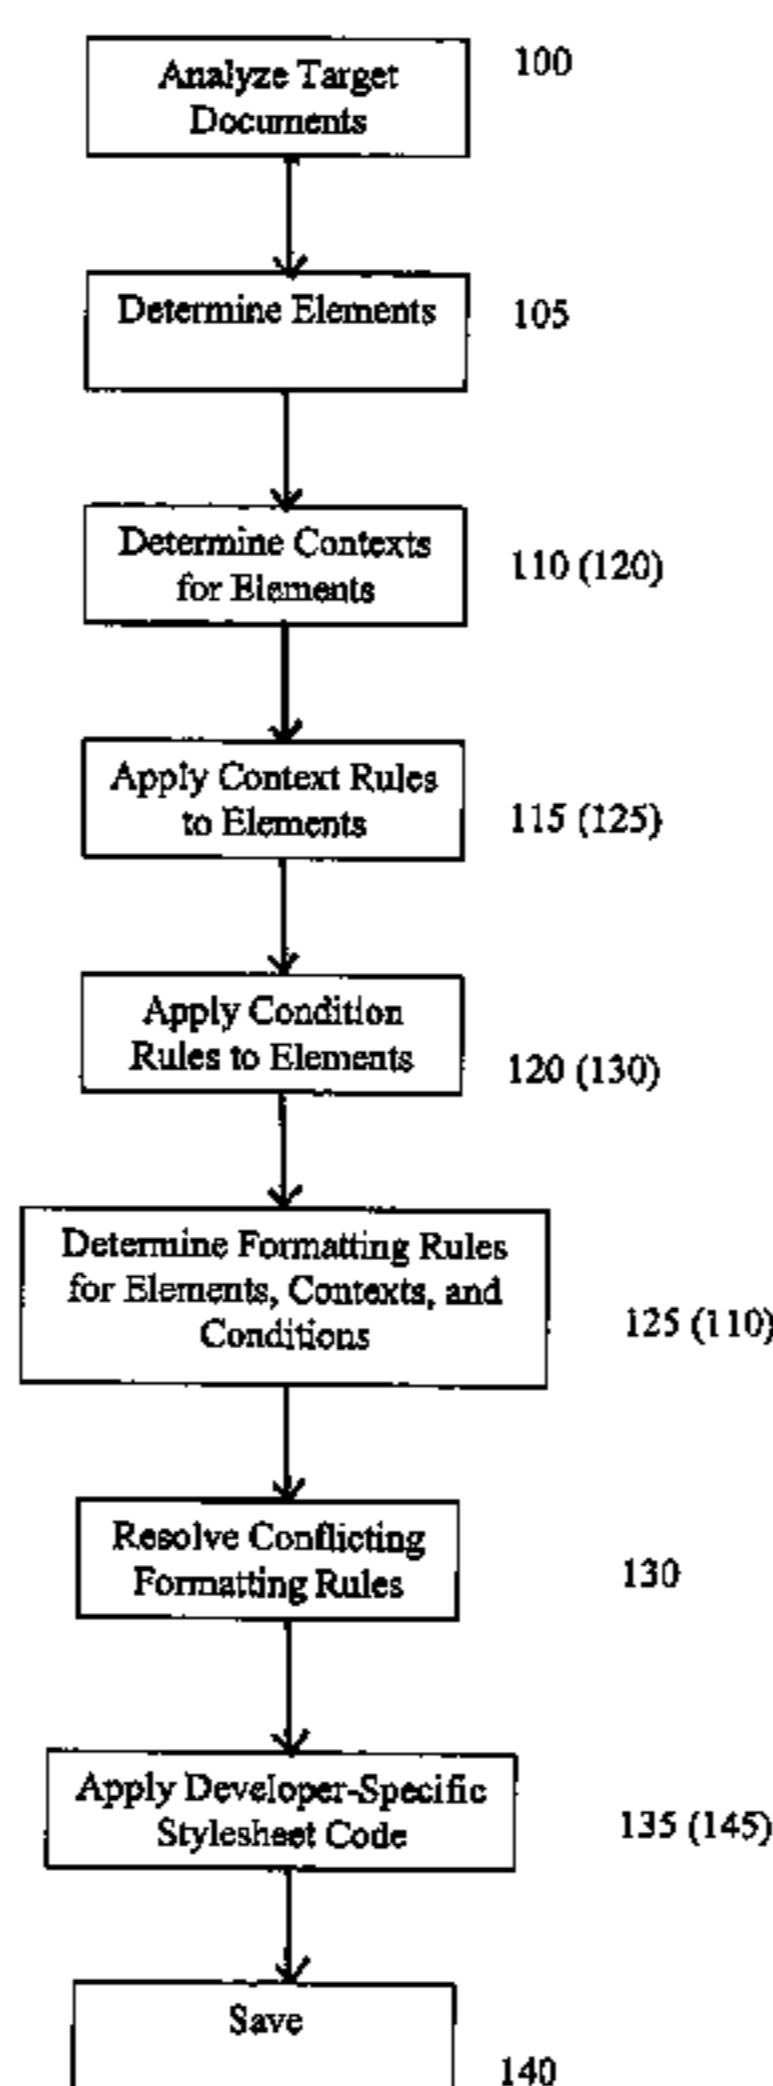 Analyze Target
Documents
100
Determine Elements
105
Determine Contexts
for Elements
110 (120)
Apply Context Rules
to Elements
115 (125)
Apply Condition
Rules to Elements
120 (130)
Determine Formatting Rules
for Elements, Contexts, and
Conditions
125 (110)
Resolve Conflicting
Formatting Rules
130
Apply Developer-Specific
Stylesheet Code
135 (145)
Save
140